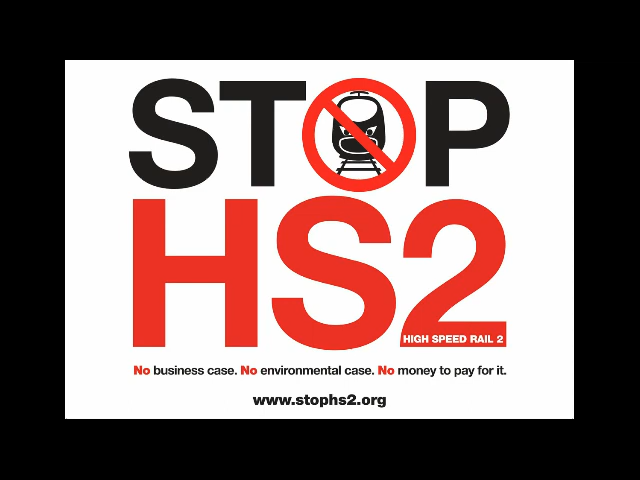 STOP
HS2
HIGH SPEED RAIL 2
No business case. No environmental case. No money to pay for it.
www.stophs2.org